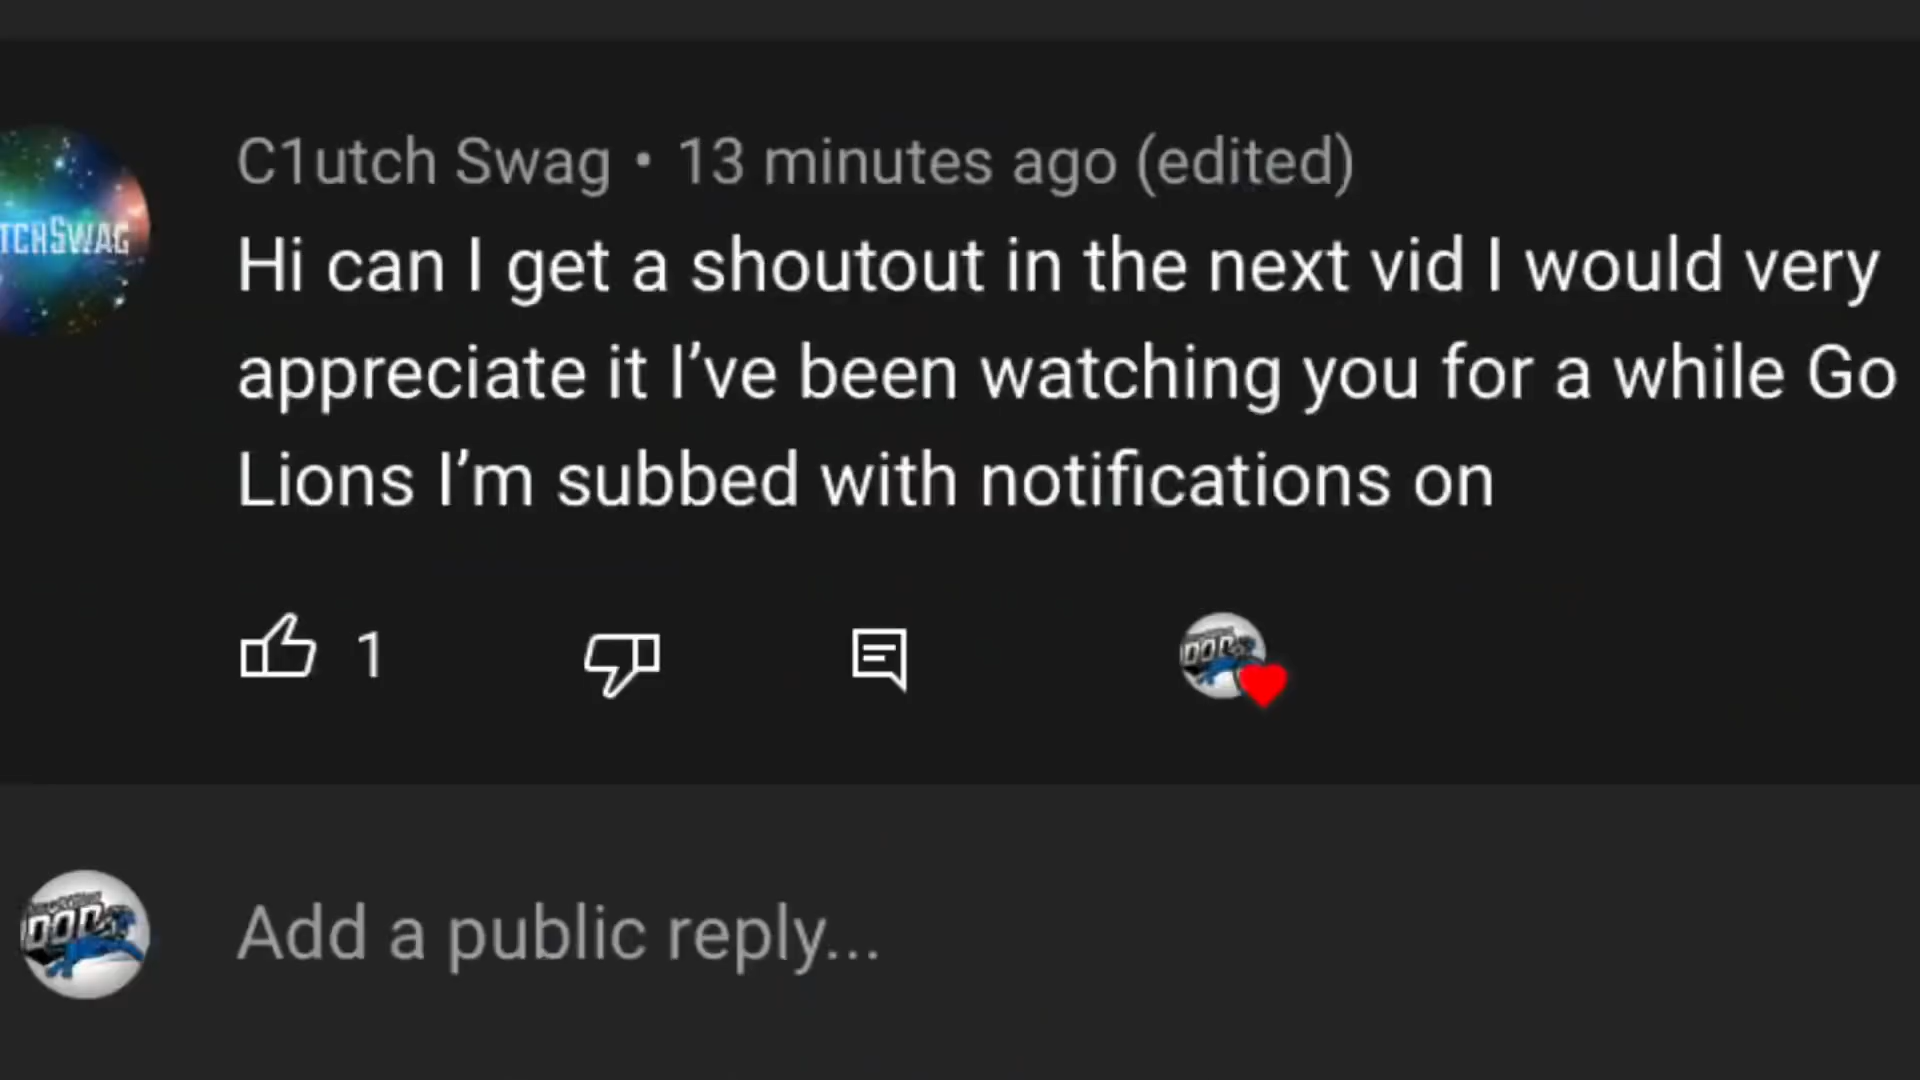 C1utch Swag • 13 minutes ago (edited)
TCHSWAG
Hi can I get a shoutout in the next vid I would very
appreciate it I’ve been watching you for a while Go
Lions I’m subbed with notifications on
1
Add a public reply...